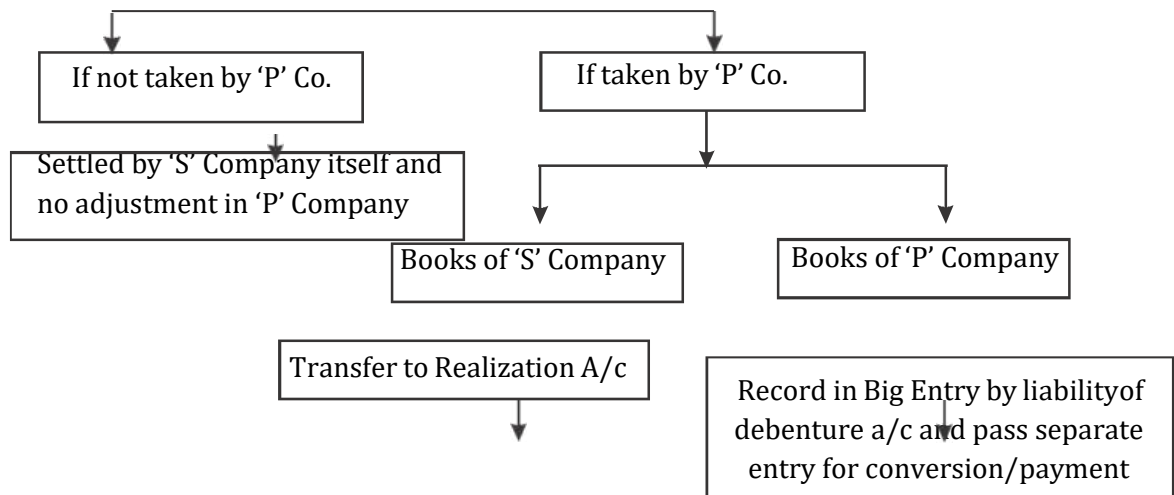 If not taken by ‘P’ Co.
If taken by ‘P’ Co.
Settled by ‘S’ Company itself and
no adjustment in ‘P’ Company
Books of ‘S’ Company
Books of ‘P’ Company
Transfer to Realization A/c
Record in Big Entry by liabilityof
debenture a/c and pass separate
entry for conversion/payment